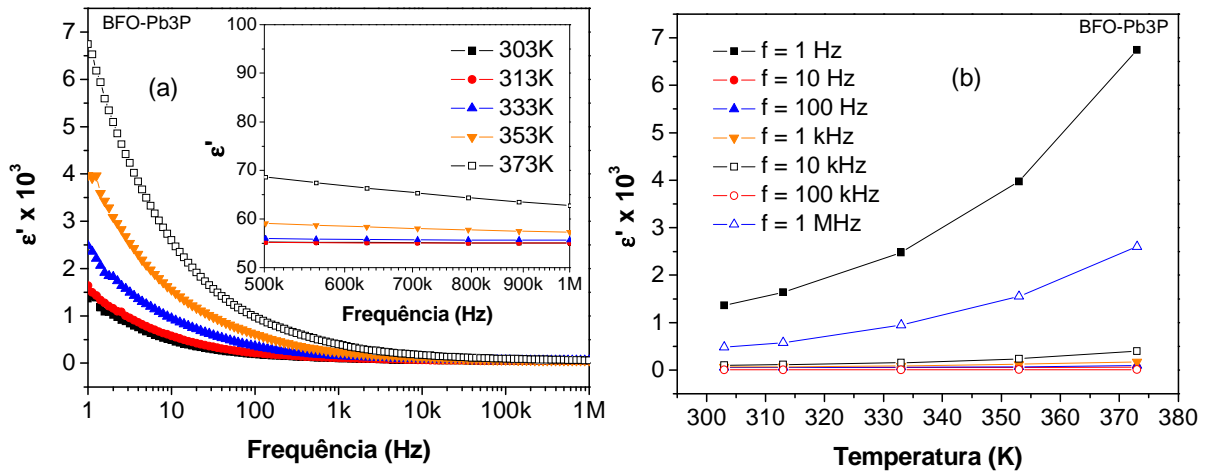 BFO-Pb3P
(a)
ε' x 10³
7
6
5
4
3
2
1
0
1
10
100
1k
10k
100k
1M
Frequência (Hz)
ε'
100
90
80
70
60
50
500k
600k
700k
800k
900k
1M
Frequência (Hz)
303K
313K
333K
353K
373K
BFO-Pb3P
(b)
ε' x 10³
7
6
5
4
3
2
1
0
f = 1 Hz
f = 10 Hz
f = 100 Hz
f = 1 kHz
f = 10 kHz
f = 100 kHz
f = 1 MHz
300
310
320
330
340
350
360
370
380
Temperatura (K)